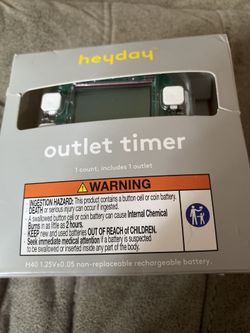 heyday™
outlet timer
1 count, includes 1 outlet
WARNING
INGESTION HAZARD: This product contains a button cell or coin battery.
DEATH or serious injury can occur if ingested.
A swallowed button cell or coin battery can cause Internal Chemical
Burns in as little as 2 hours.
KEEP new and used batteries OUT OF REACH of CHILDREN.
Seek immediate medical attention if a battery is suspected
to be swallowed or inserted inside any part of the body.
H40 1.25V±0.05 non-replaceable rechargeable battery.